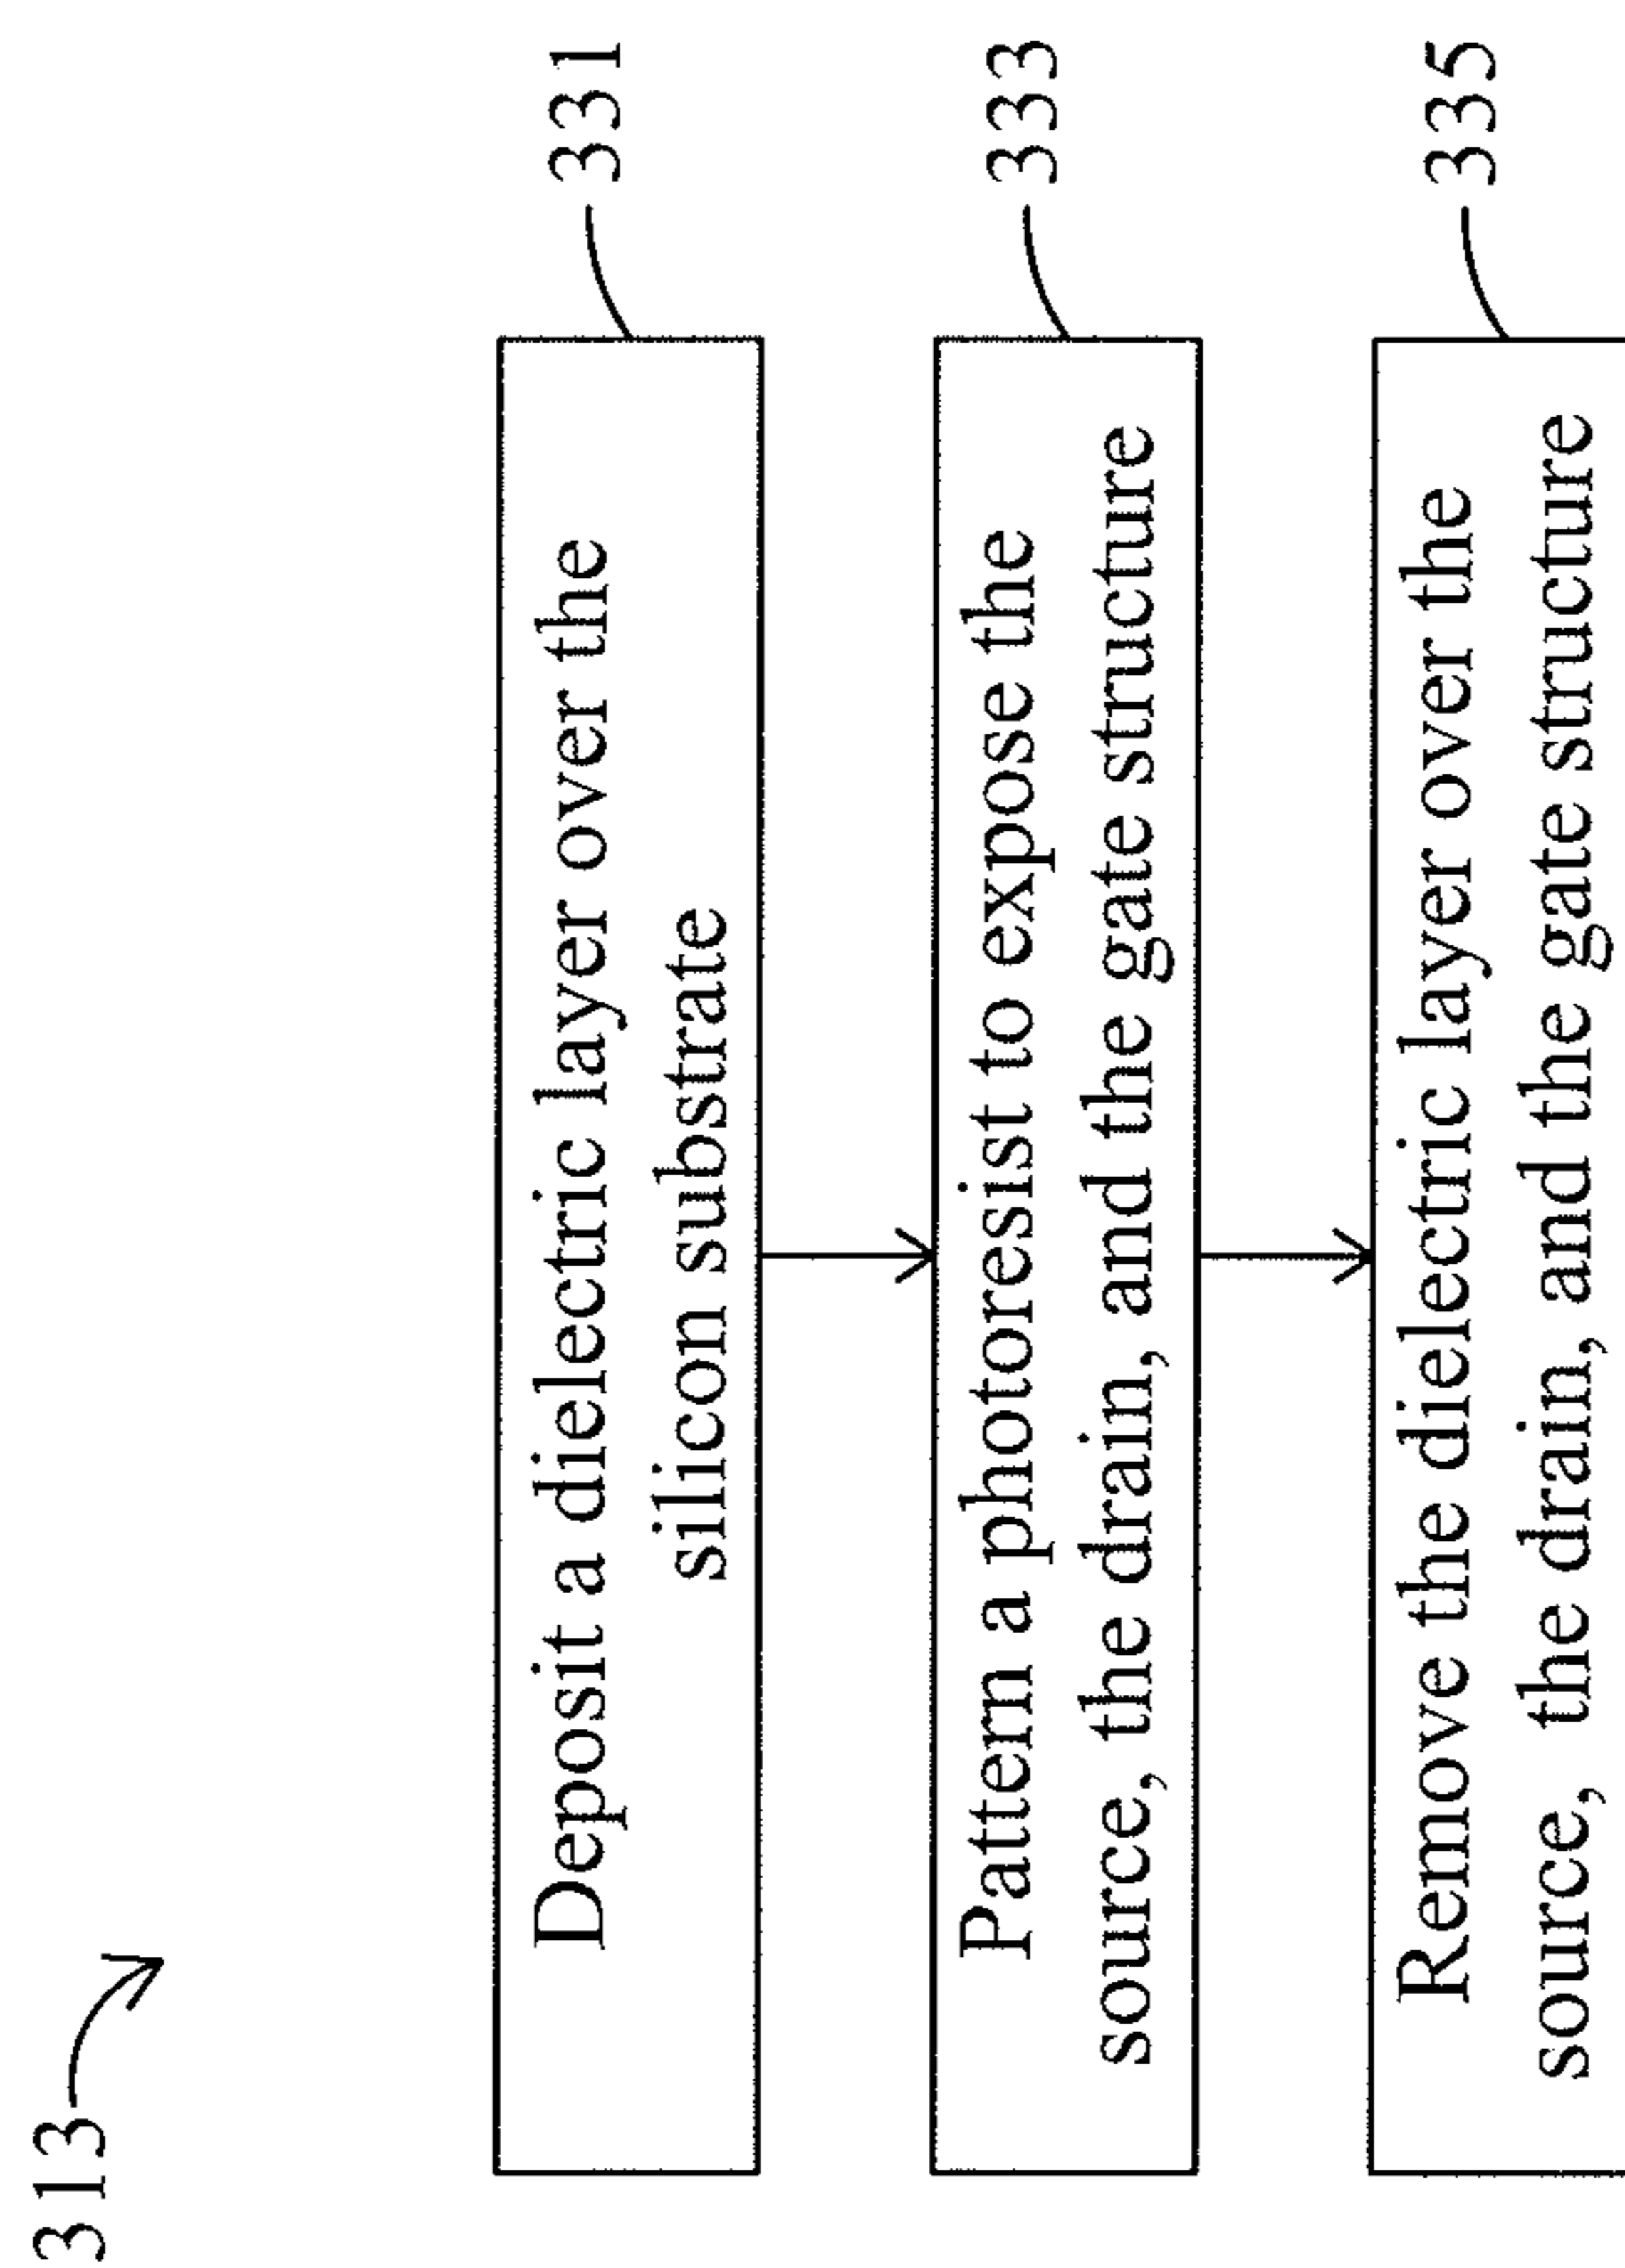 313
Deposit a dielectric layer over the
silicon substrate
331
Pattern a photoresist to expose the
source, the drain, and the gate structure
333
Remove the dielectric layer over the
source, the drain, and the gate structure
335